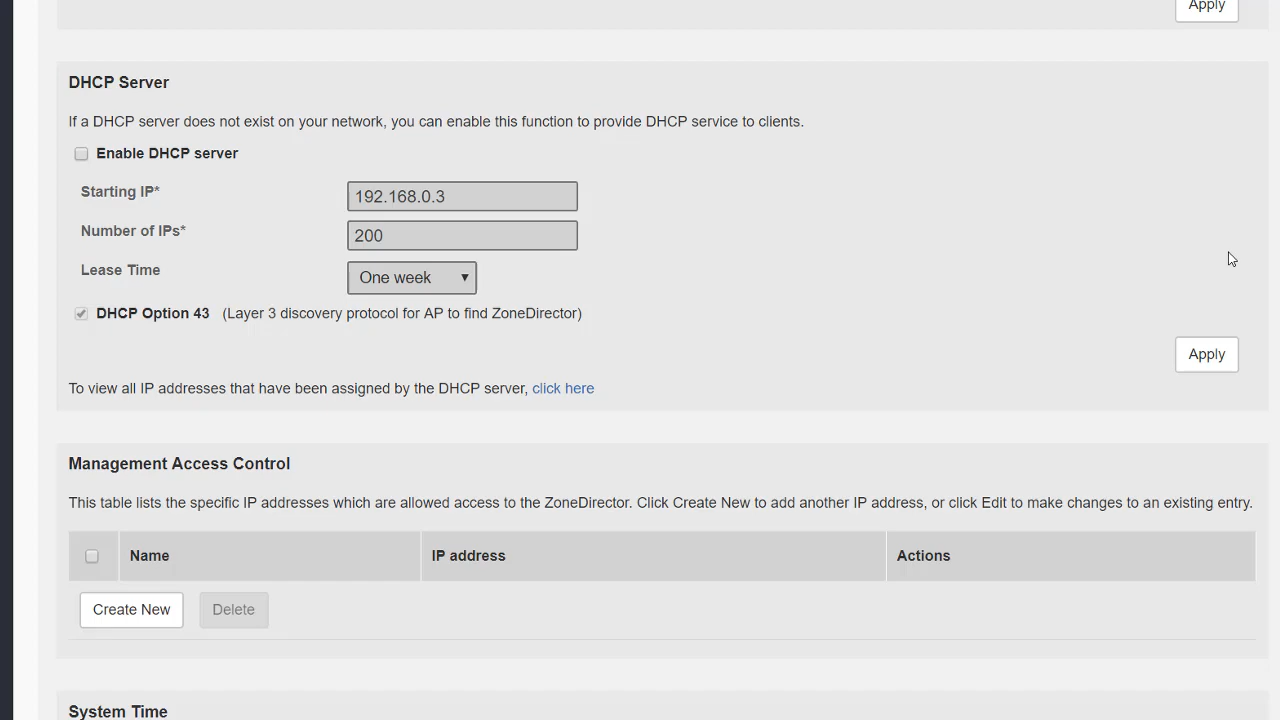 Apply
DHCP Server
If a DHCP server does not exist on your network, you can enable this function to provide DHCP service to clients.
Enable DHCP server
Starting IP* 192.168.0.3
Number of IPs* 200
Lease Time One week
DHCP Option 43 (Layer 3 discovery protocol for AP to find ZoneDirector)
Apply
To view all IP addresses that have been assigned by the DHCP server, click here
Management Access Control
This table lists the specific IP addresses which are allowed access to the ZoneDirector. Click Create New to add another IP address, or click Edit to make changes to an existing entry.
Name IP address Actions
Create New Delete
System Time